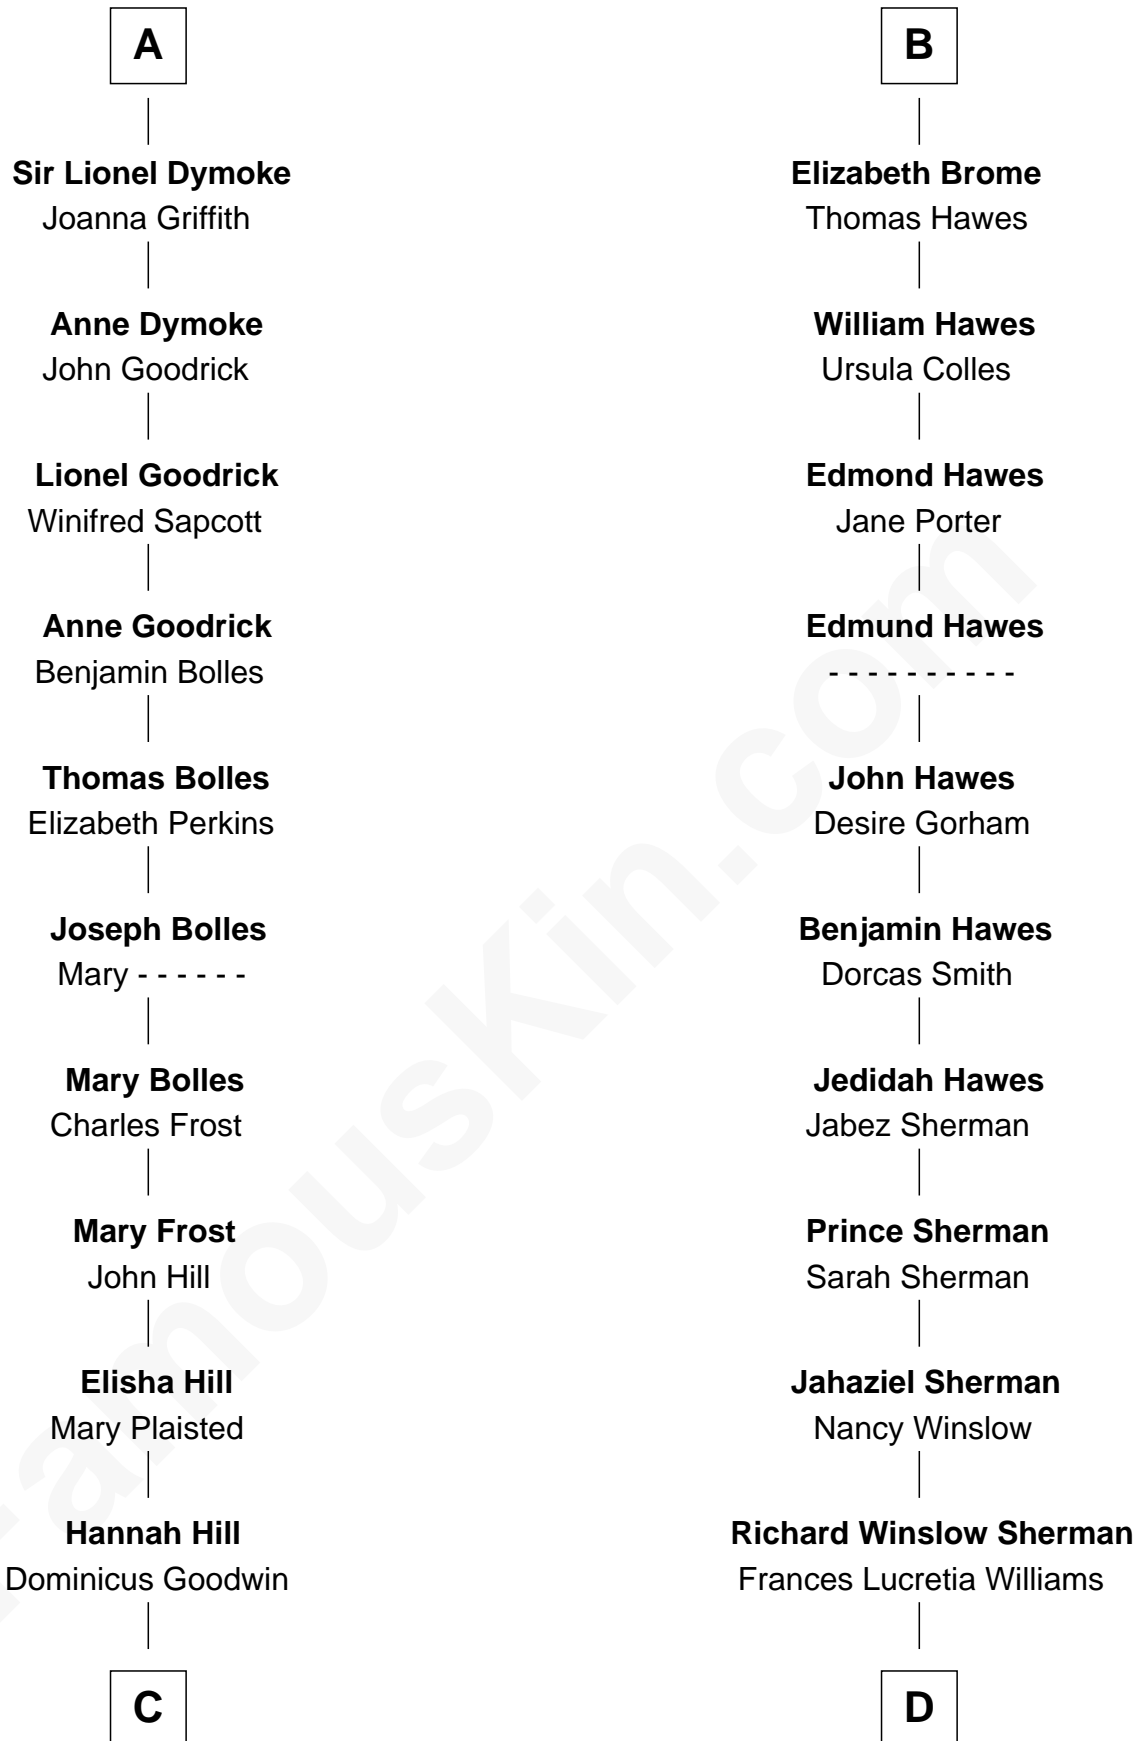 A
Sir Lionel Dymoke
Joanna Griffith
Anne Dymoke
John Goodrick
Lionel Goodrick
Winifred Sapcott
Anne Goodrick
Benjamin Bolles
Thomas Bolles
Elizabeth Perkins
Joseph Bolles
Mary - - - - - -
Mary Bolles
Charles Frost
Mary Frost
John Hill
Elisha Hill
Mary Plaisted
Hannah Hill
Dominicus Goodwin
C
B
Elizabeth Brome
Thomas Hawes
William Hawes
Ursula Colles
Edmond Hawes
Jane Porter
Edmund Hawes
- - - - - - - - - -
John Hawes
Desire Gorham
Benjamin Hawes
Dorcas Smith
Jedidah Hawes
Jabez Sherman
Prince Sherman
Sarah Sherman
Jahaziel Sherman
Nancy Winslow
Richard Winslow Sherman
Frances Lucretia Williams
D
FamousKin.com